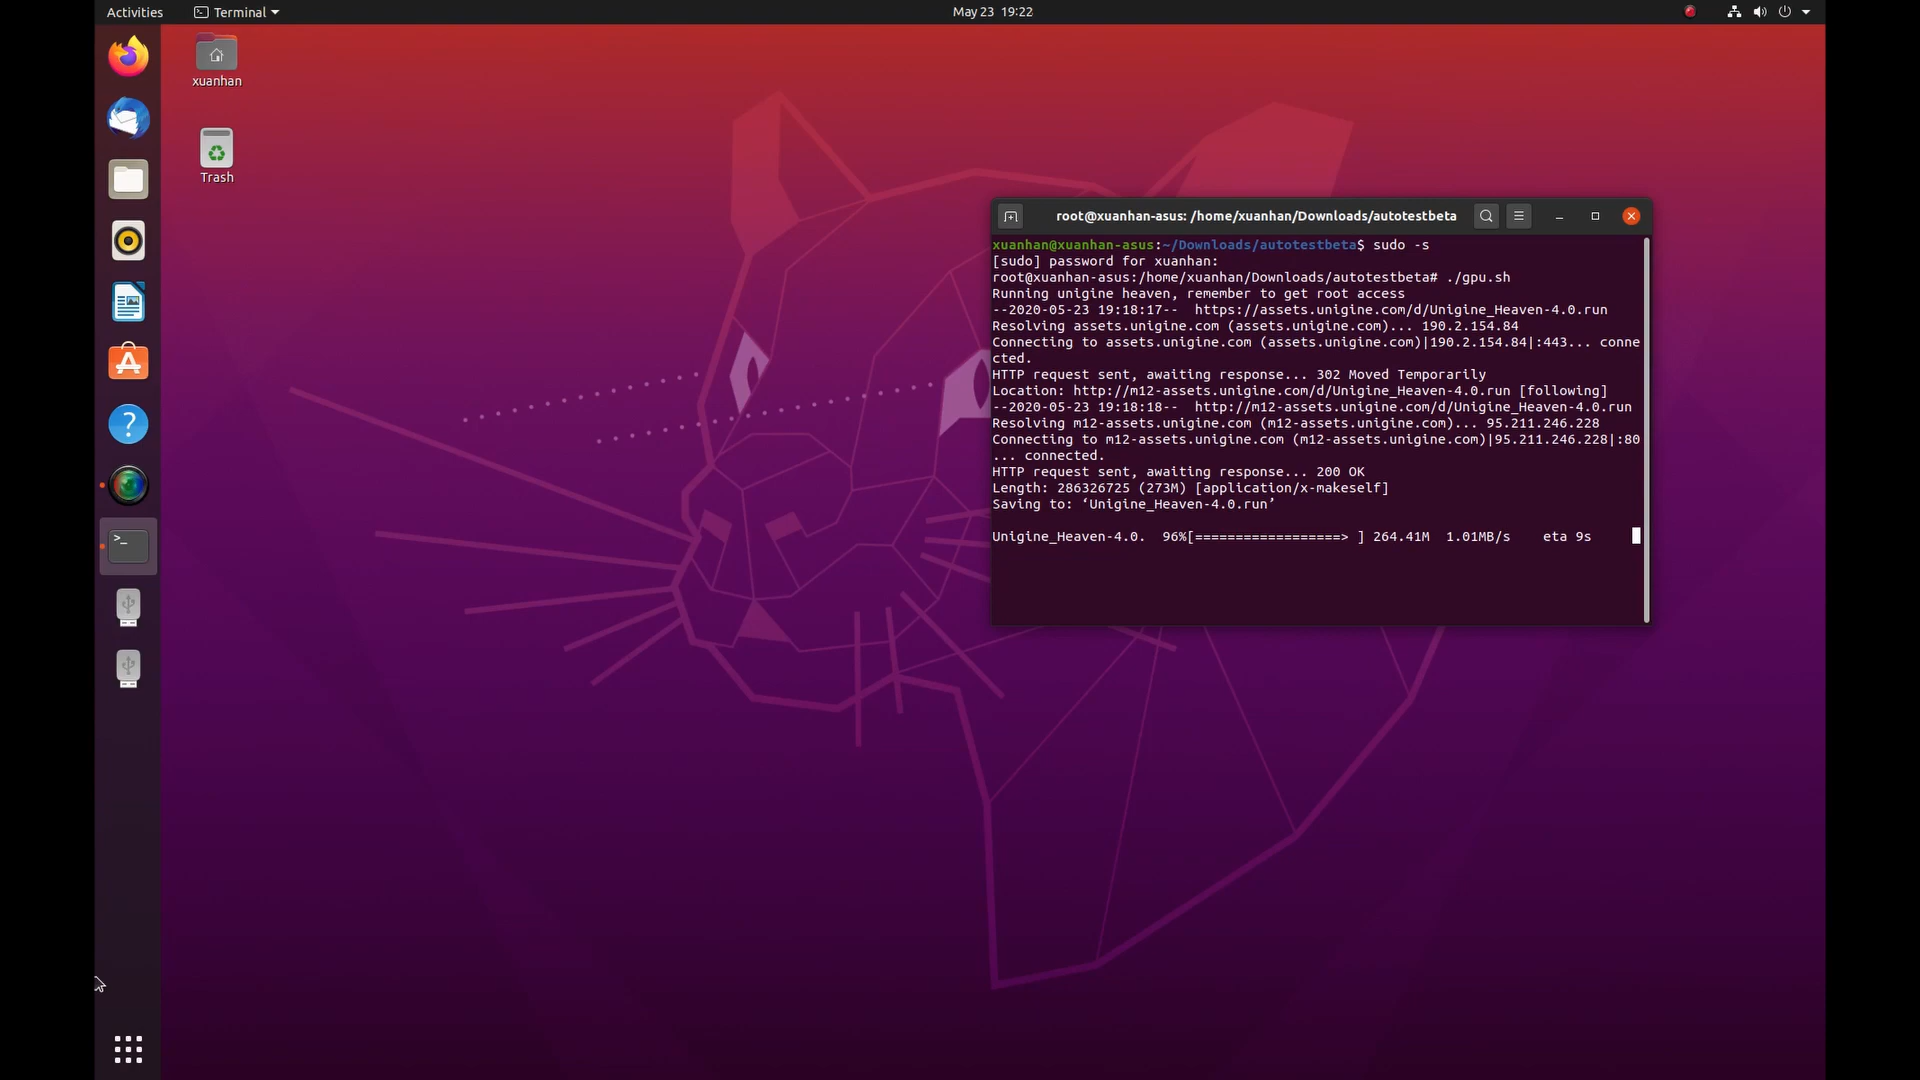 Activities
Terminal
May 23 19:22
xuanhan
Trash
root@xuanhan-asus: /home/xuanhan/Downloads/autotestbeta
xuanhan@xuanhan-asus:~/Downloads/autotestbeta$ sudo -s
[sudo] password for xuanhan:
root@xuanhan-asus:/home/xuanhan/Downloads/autotestbeta# ./gpu.sh
Running unigine heaven, remember to get root access
--2020-05-23 19:18:17--  https://assets.unigine.com/d/Unigine_Heaven-4.0.run
Resolving assets.unigine.com (assets.unigine.com)... 190.2.154.84
Connecting to assets.unigine.com (assets.unigine.com)|190.2.154.84|:443... conne
cted.
HTTP request sent, awaiting response... 302 Moved Temporarily
Location: http://m12-assets.unigine.com/d/Unigine_Heaven-4.0.run [following]
--2020-05-23 19:18:18--  http://m12-assets.unigine.com/d/Unigine_Heaven-4.0.run
Resolving m12-assets.unigine.com (m12-assets.unigine.com)... 95.211.246.228
Connecting to m12-assets.unigine.com (m12-assets.unigine.com)|95.211.246.228|:80
... connected.
HTTP request sent, awaiting response... 200 OK
Length: 286326725 (273M) [application/x-makeself]
Saving to: ‘Unigine_Heaven-4.0.run’
Unigine_Heaven-4.0.  96%[==================> ] 264.41M  1.01MB/s    eta 9s